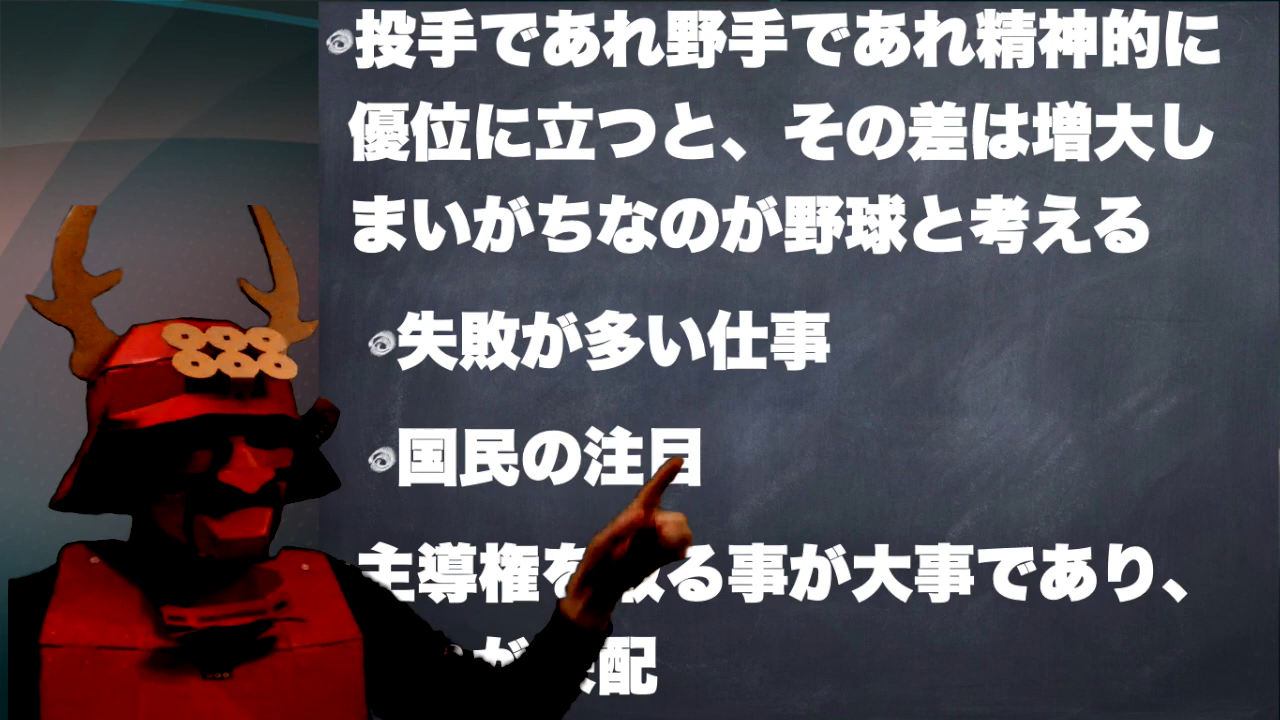 投手であれ野手であれ精神的に
優位に立つと、その差は増大し
まいがちなのが野球と考える
失敗が多い仕事
国民の注目
主導権を取る事が大事であり、
が 配